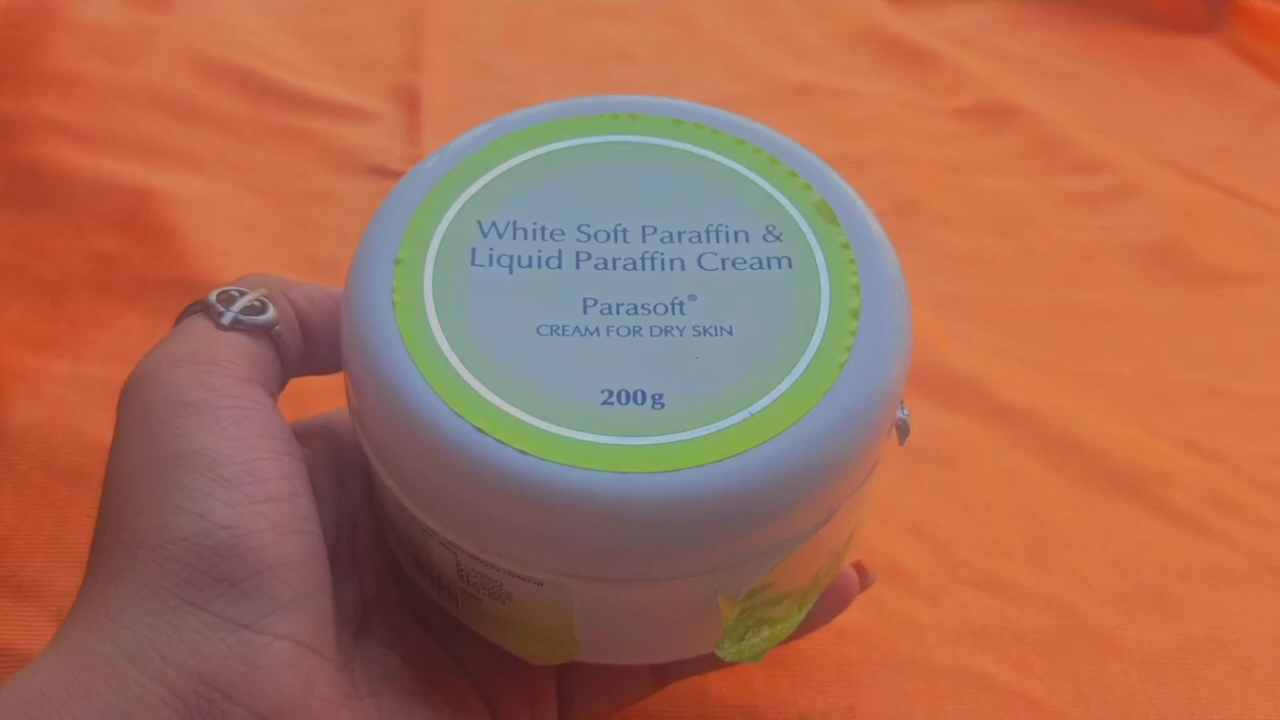 White Soft Paraffin &
Liquid Paraffin Cream
Parasoft®
CREAM FOR DRY SKIN
200g